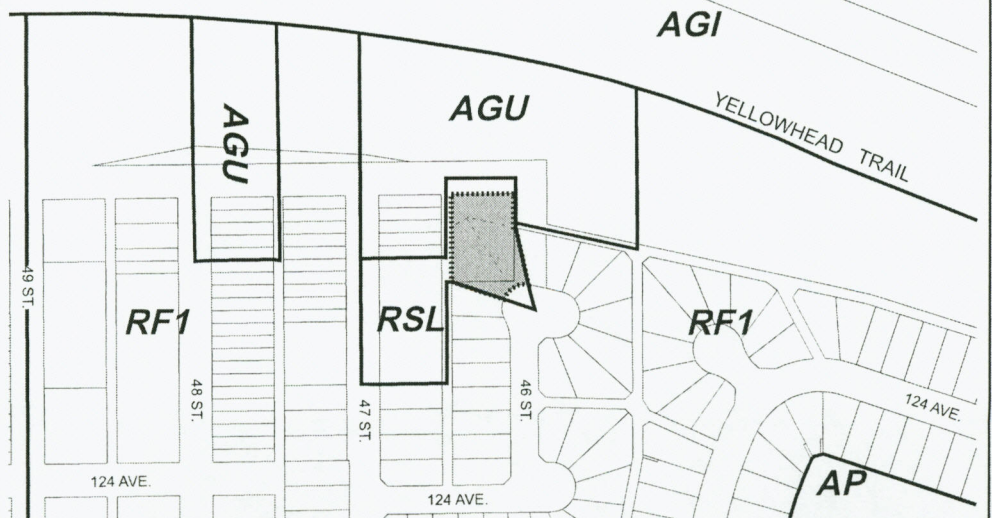 AGI
AGU
AGU
YELLOWHEAD TRAIL
49 ST.
RF1
RSL
RF1
48 ST.
47 ST.
46 ST.
124 AVE.
124 AVE.
124 AVE.
AP